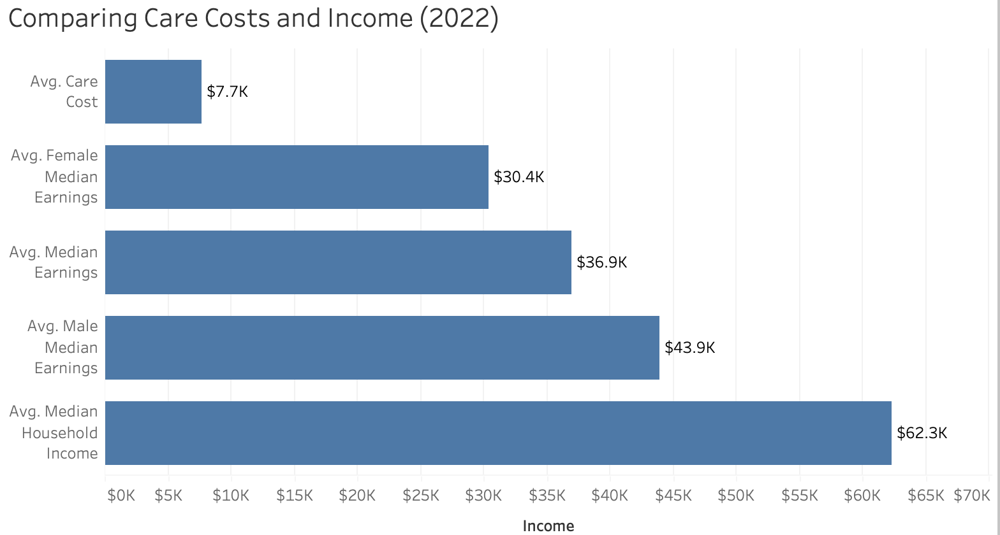 Comparing Care Costs and Income (2022)
Avg. Care
Cost
$7.7K
Avg. Female
Median
Earnings
$30.4K
Avg. Median
Earnings
$36.9K
Avg. Male
Median
Earnings
$43.9K
Avg. Median
Household
Income
$62.3K
$0K $5K $10K $15K $20K $25K $30K $35K $40K $45K $50K $55K $60K $65K $70K
Income